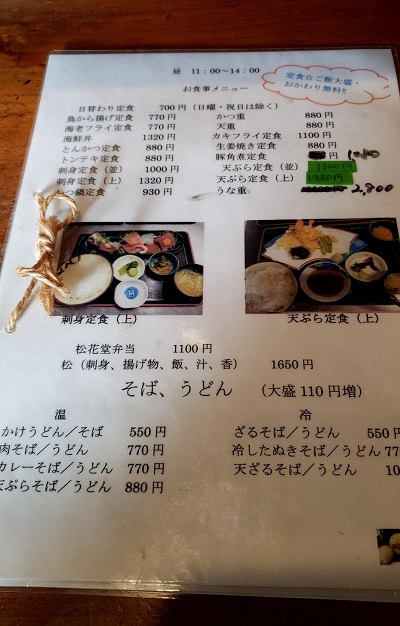 昼 11：00～14：00
定食☆ご飯大盛・
おかわり無料‼
お食事メニュー
日替わり定食 700円（日曜・祝日は除く）
鳥から揚げ定食 770円 かつ重 880円
海老フライ定食 770円 天重 880円
海鮮丼 1320円 カキフライ定食 1100円
とんかつ定食 880円 生姜焼き定食 880円
トンテキ定食 880円 豚角煮定食
刺身定食（並） 1000円 天ぷら定食（並） 1100円
刺身定食（上） 1320円 天ぷら定食（上）
かつ鍋定食 930円 うな重 2,800
刺身定食（上） 天ぷら定食（上）
松花堂弁当 1100円
松（刺身、揚げ物、飯、汁、香） 1650円
そば、うどん （大盛110円増）
温 冷
かけうどん／そば 550円 ざるそば／うどん 550円
肉そば／うどん 770円 冷したぬきそば／うどん 77
カレーそば／うどん 770円 天ざるそば／うどん 10
天ぷらそば／うどん 880円